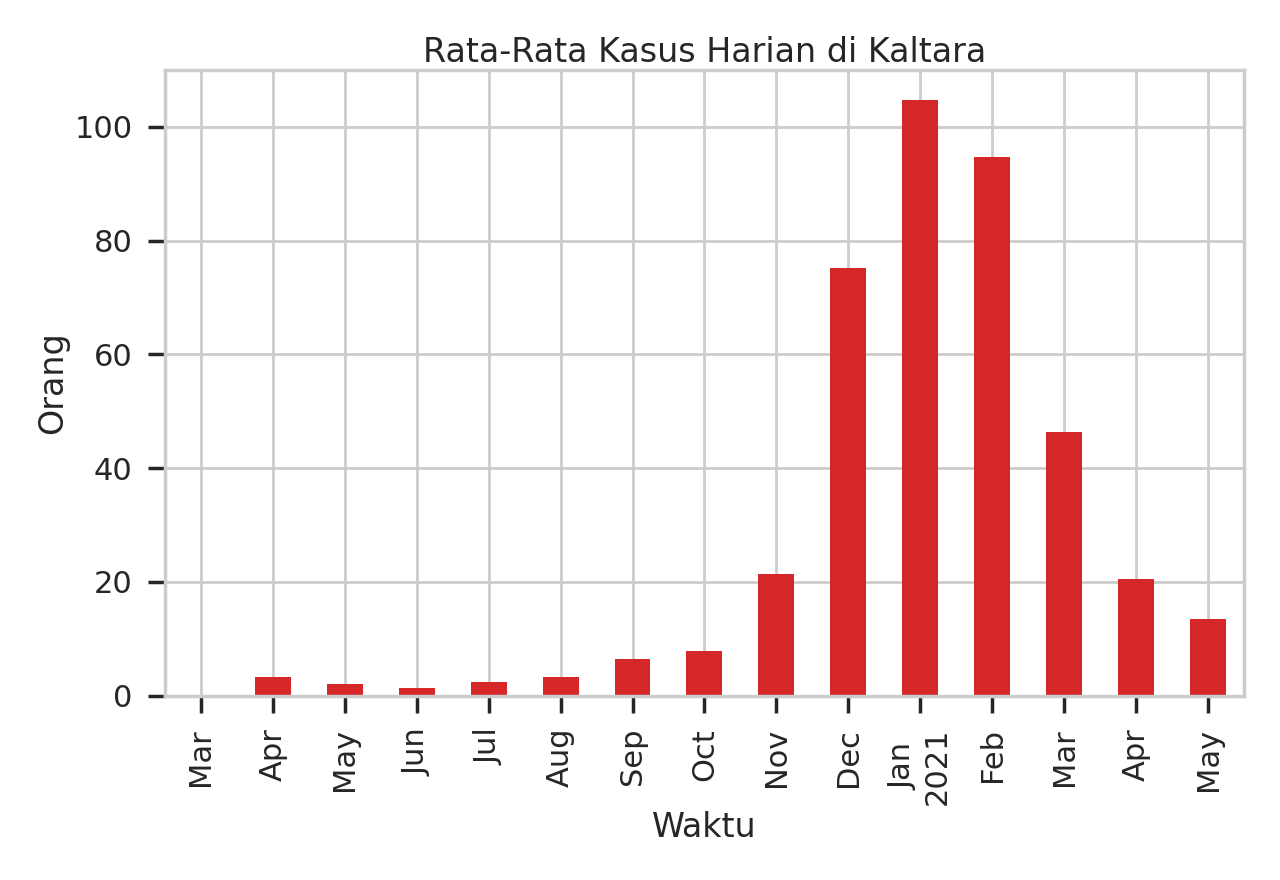 Rata-Rata Kasus Harian di Kaltara
100
80
60
40
20
0
Orang
Mar
Apr
May
Jun
Jul
Aug
Sep
Oct
Nov
Dec
Jan
2021
Feb
Mar
Apr
May
Waktu